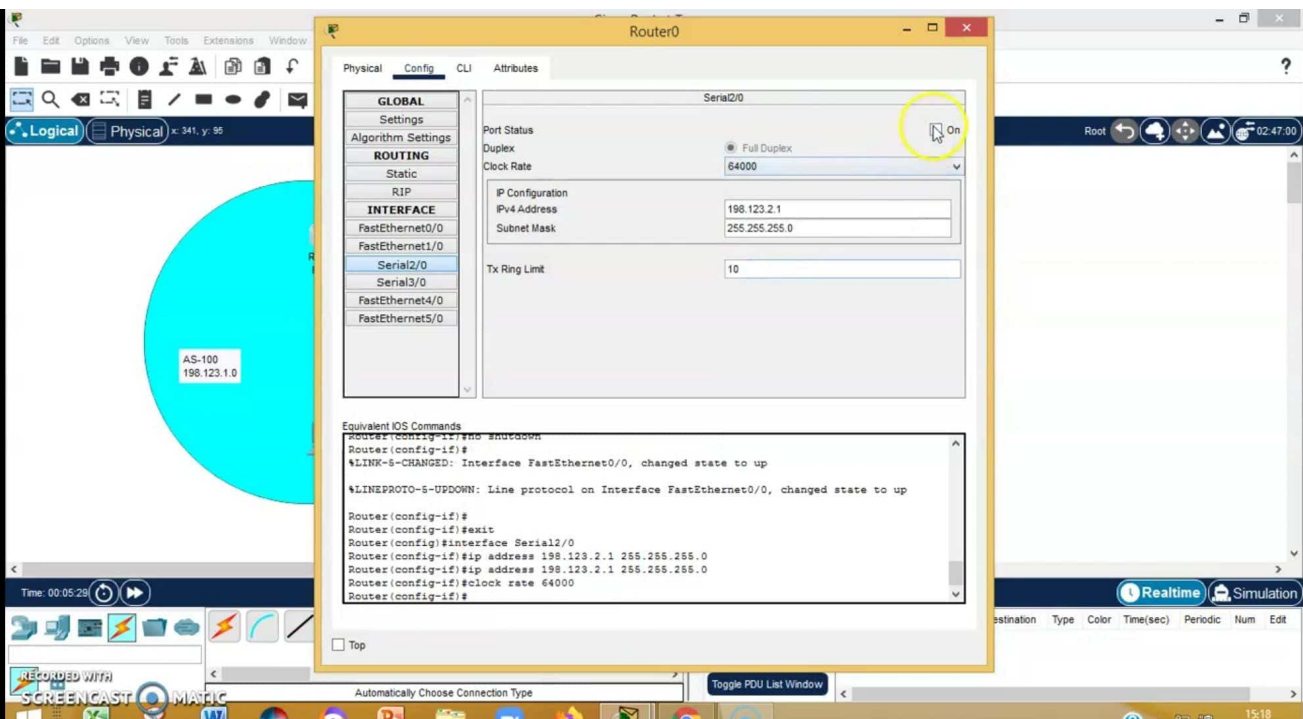 Router0
File Edit Options View Tools Extensions Window
Physical Config CLI Attributes
?
Logical Physical x: 341, y: 95
Root 02:47:00
GLOBAL
Settings
Algorithm Settings
ROUTING
Static
RIP
INTERFACE
FastEthernet0/0
FastEthernet1/0
Serial2/0
Serial3/0
FastEthernet4/0
FastEthernet5/0
Serial2/0
Port Status On
Duplex Full Duplex
Clock Rate 64000
IP Configuration
IPv4 Address 198.123.2.1
Subnet Mask 255.255.255.0
Tx Ring Limit 10
AS-100
198.123.1.0
Equivalent IOS Commands
Router(config-if)#no shutdown
Router(config-if)#
%LINK-5-CHANGED: Interface FastEthernet0/0, changed state to up
%LINEPROTO-5-UPDOWN: Line protocol on Interface FastEthernet0/0, changed state to up
Router(config-if)#
Router(config-if)#exit
Router(config)#interface Serial2/0
Router(config-if)#ip address 198.123.2.1 255.255.255.0
Router(config-if)#ip address 198.123.2.1 255.255.255.0
Router(config-if)#clock rate 64000
Router(config-if)#
Top
Time: 00:05:29
Realtime Simulation
estination Type Color Time(sec) Periodic Num Edit
Automatically Choose Connection Type
Toggle PDU List Window
RECORDED WITH
SCREENCAST MATIC
15:18